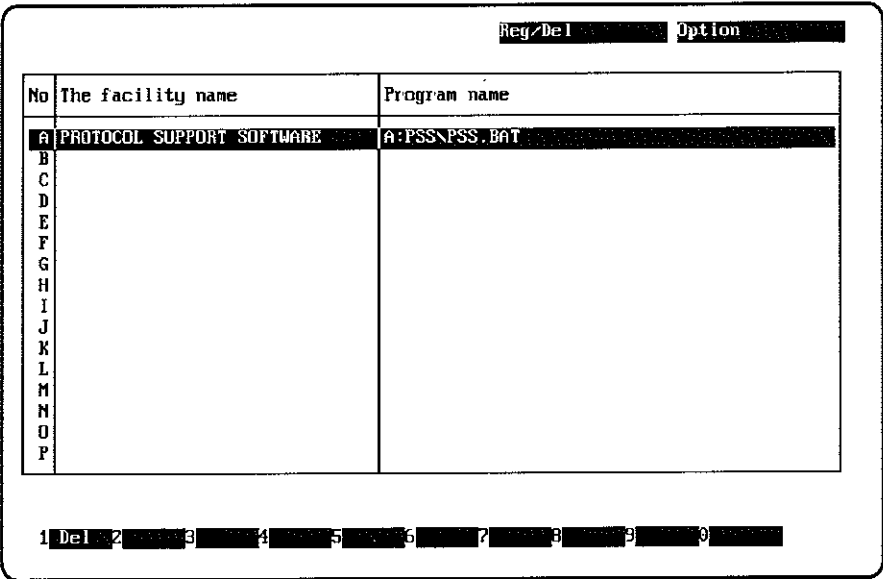 Reg/Del Option
No The facility name Program name
A PROTOCOL SUPPORT SOFTWARE A:PSS\PSS.BAT
B
C
D
E
F
G
H
I
J
K
L
M
N
O
P
1 Del 2 3 4 5 6 7 8 9 0